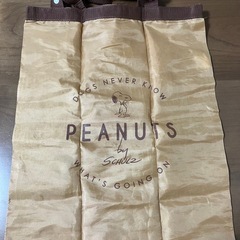 DOGS NEVER KNOW
PEANUTS
by
SCHULZ
WHAT'S GOING ON